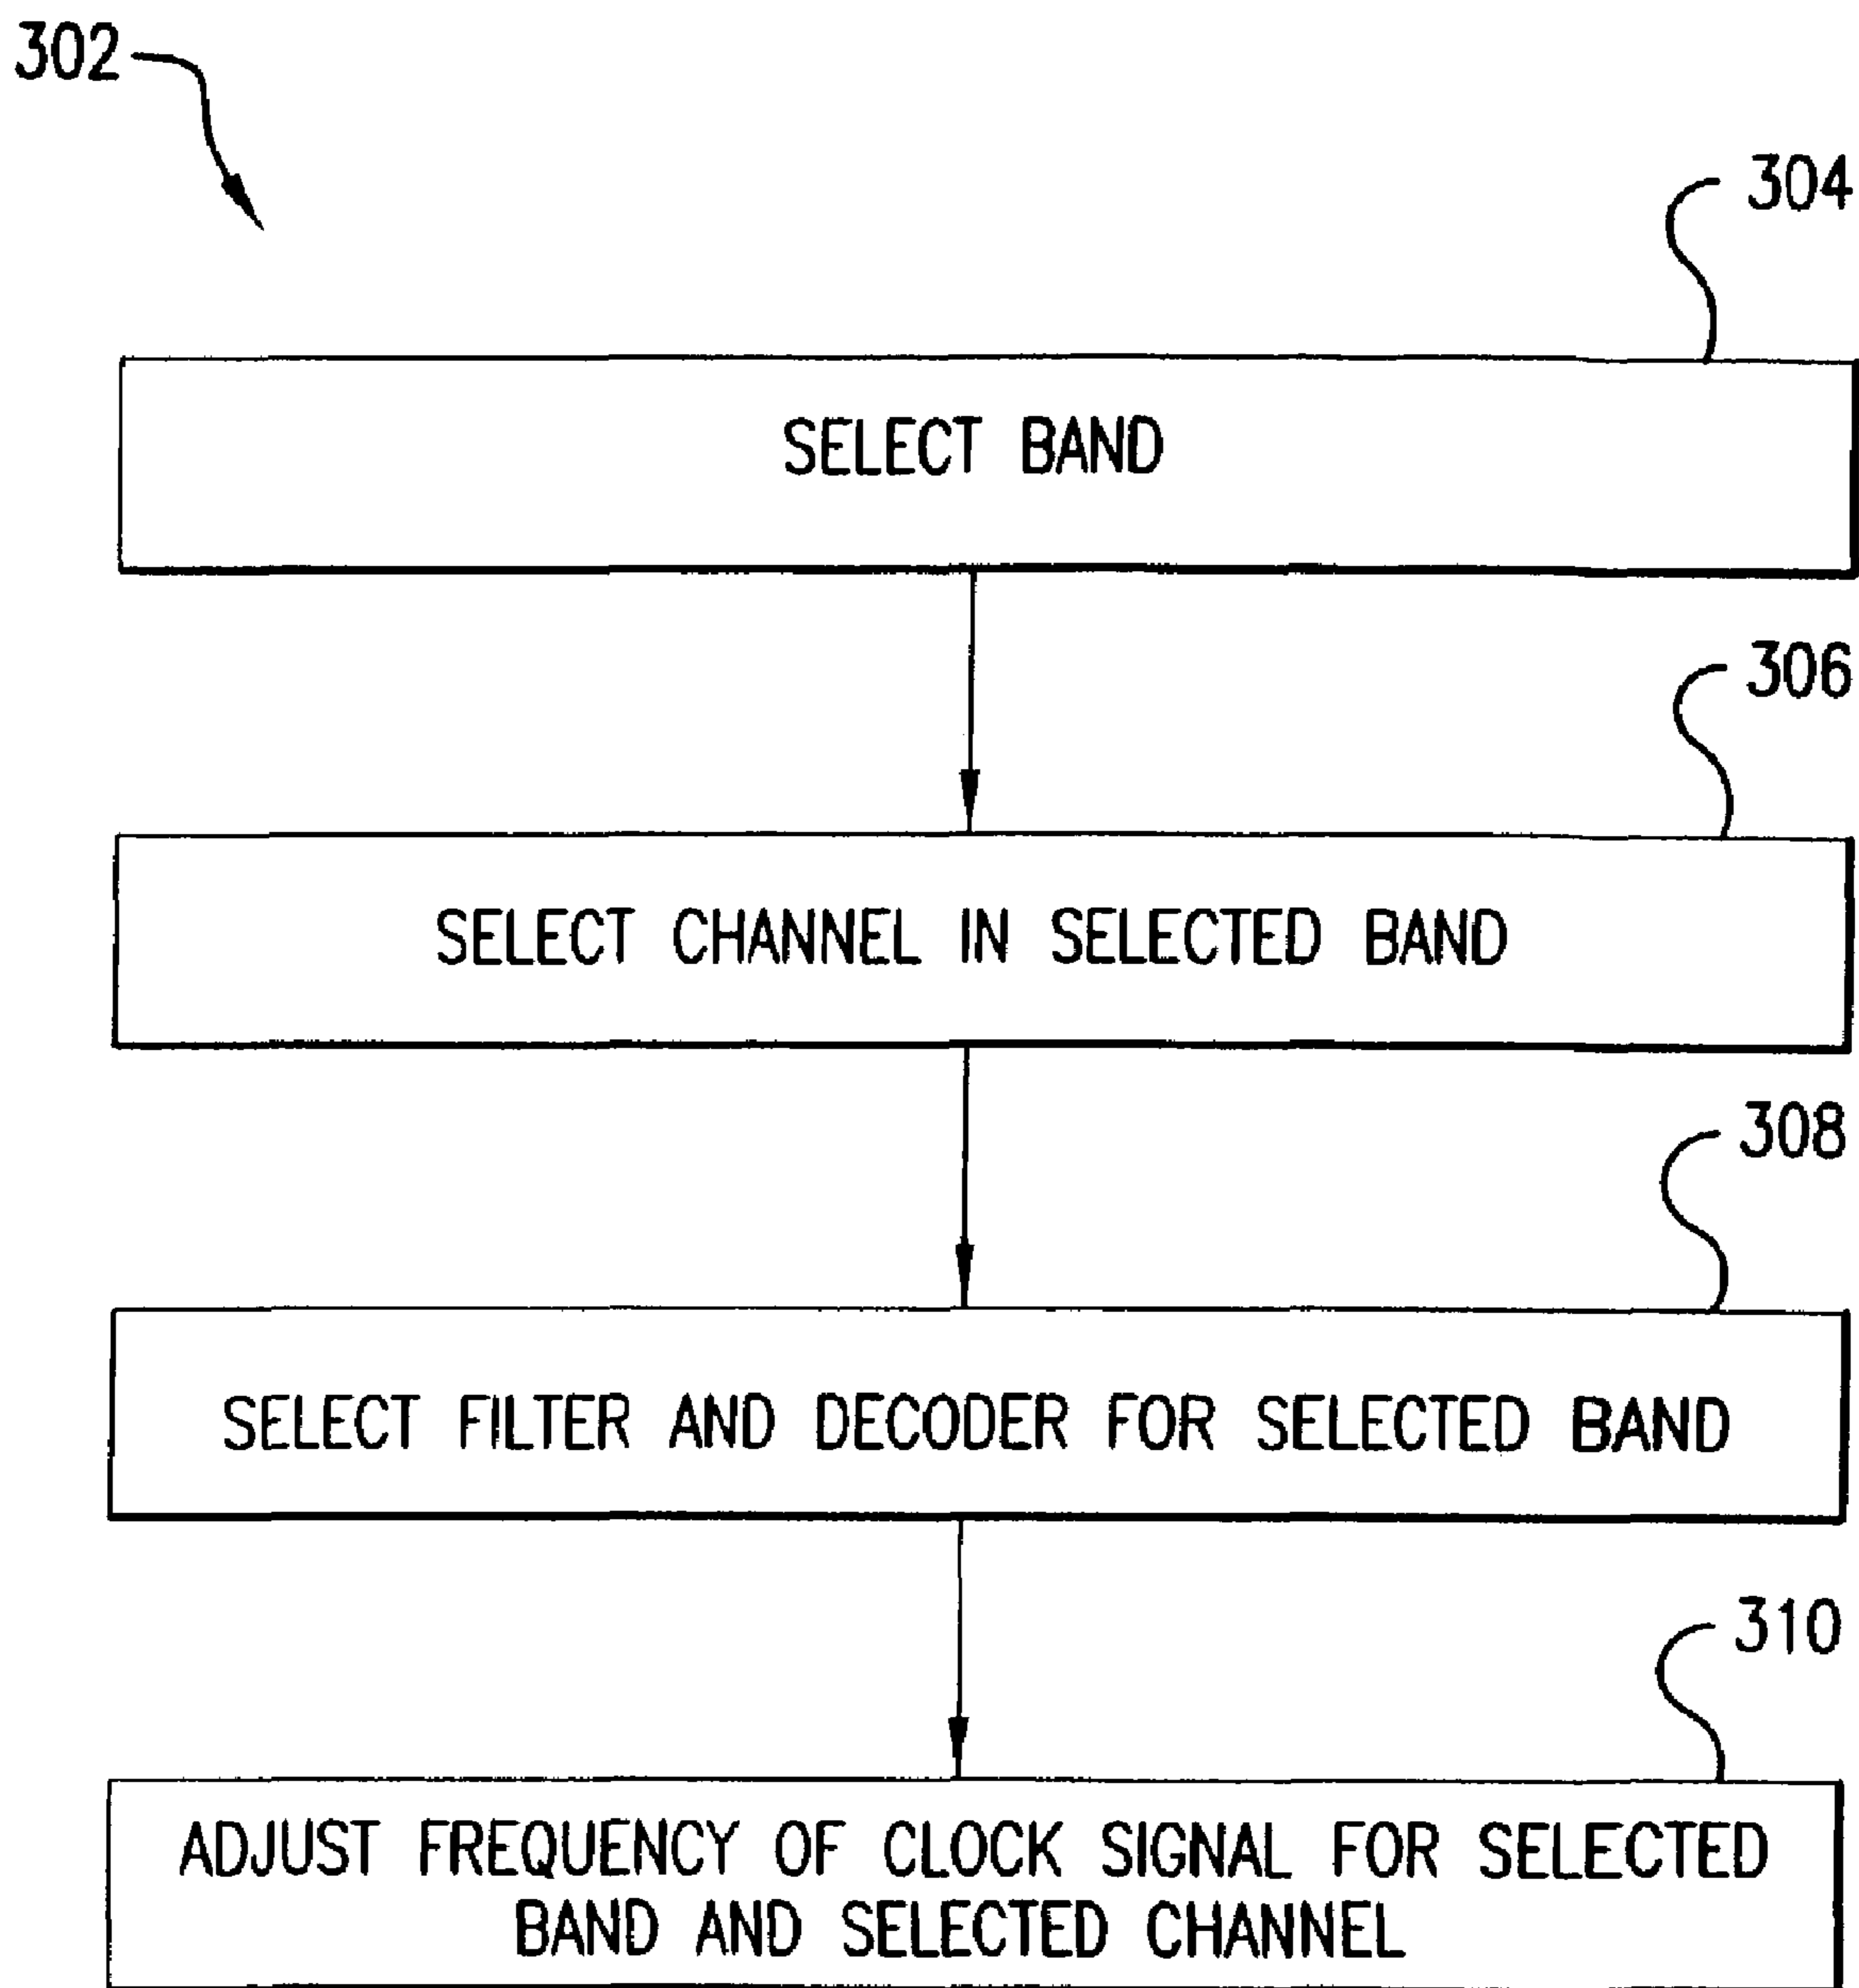 302
304
SELECT BAND
306
SELECT CHANNEL IN SELECTED BAND
308
SELECT FILTER AND DECODER FOR SELECTED BAND
310
ADJUST FREQUENCY OF CLOCK SIGNAL FOR SELECTED
BAND AND SELECTED CHANNEL